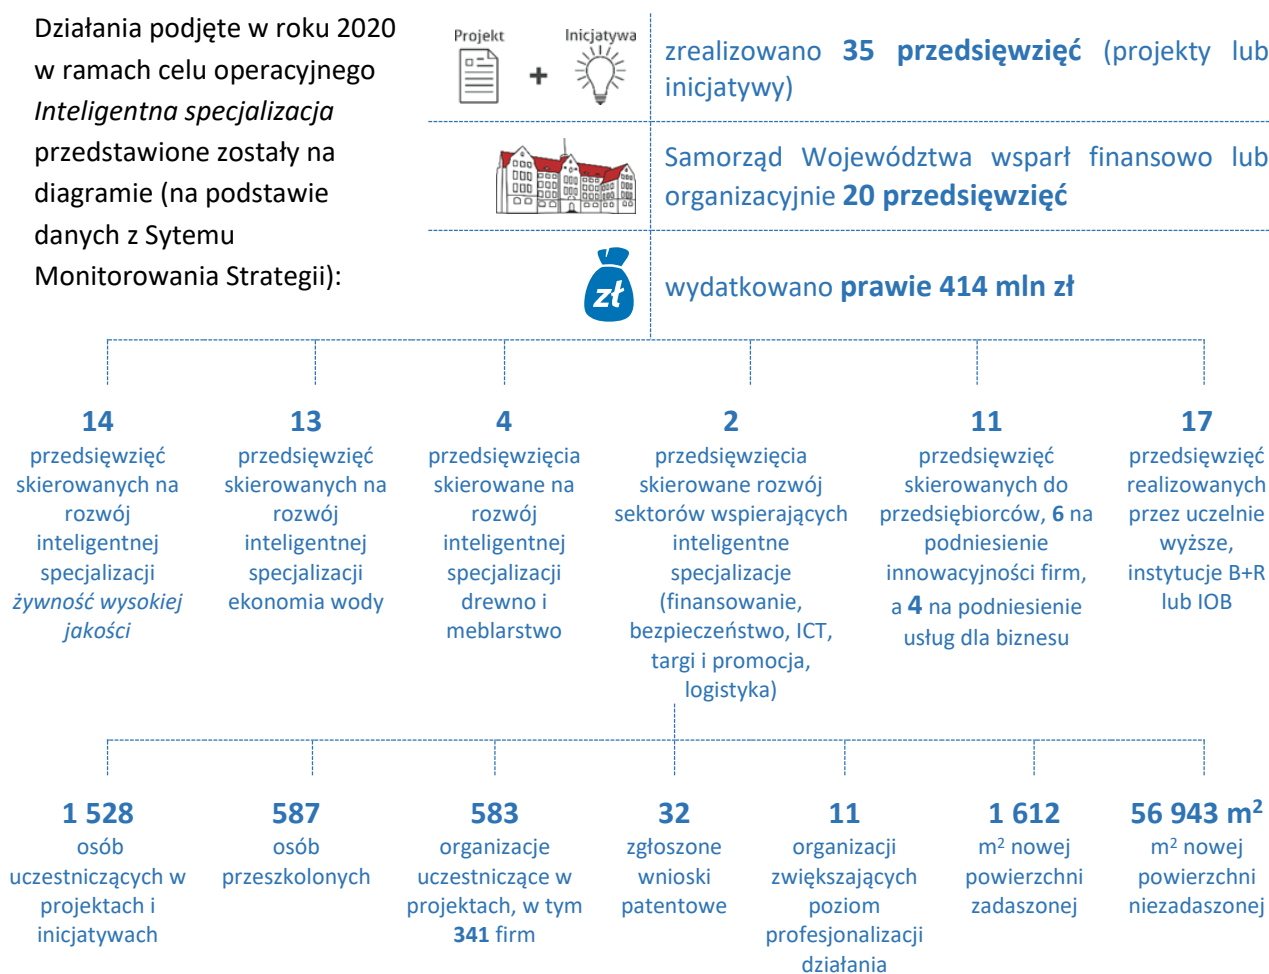 Działania podjęte w roku 2020
w ramach celu operacyjnego
Inteligentna specjalizacja
przedstawione zostały na
diagramie (na podstawie
danych z Sytemu
Monitorowania Strategii):
Projekt
+
Inicjatywa
zrealizowano 35 przedsięwzięć (projekty lub
inicjatywy)
Samorząd Województwa wsparł finansowo lub
organizacyjnie 20 przedsięwzięć
zł
wydatkowano prawie 414 mln zł
14
przedsięwzięć
skierowanych na
rozwój
inteligentnej
specjalizacji
żywność wysokiej
jakości
13
przedsięwzięć
skierowanych na
rozwój
inteligentnej
specjalizacji
ekonomia wody
4
przedsięwzięcia
skierowane na
rozwój
inteligentnej
specjalizacji
drewno i
meblarstwo
2
przedsięwzięcia
skierowane rozwój
sektorów wspierających
inteligentne
specjalizacje
(finansowanie,
bezpieczeństwo, ICT,
targi i promocja,
logistyka)
11
przedsięwzięć
skierowanych do
przedsiębiorców, 6 na
podniesienie
innowacyjności firm,
a 4 na podniesienie
usług dla biznesu
17
przedsięwzięć
realizowanych
przez uczelnie
wyższe,
instytucje B+R
lub IOB
1 528
osób
uczestniczących w
projektach i
inicjatywach
587
osób
przeszkolonych
583
organizacje
uczestniczące w
projektach, w tym
341 firm
32
zgłoszone
wnioski
patentowe
11
organizacji
zwiększających
poziom
profesjonalizacji
działania
1 612
m² nowej
powierzchni
zadaszonej
56 943 m²
m² nowej
powierzchni
niezadaszonej